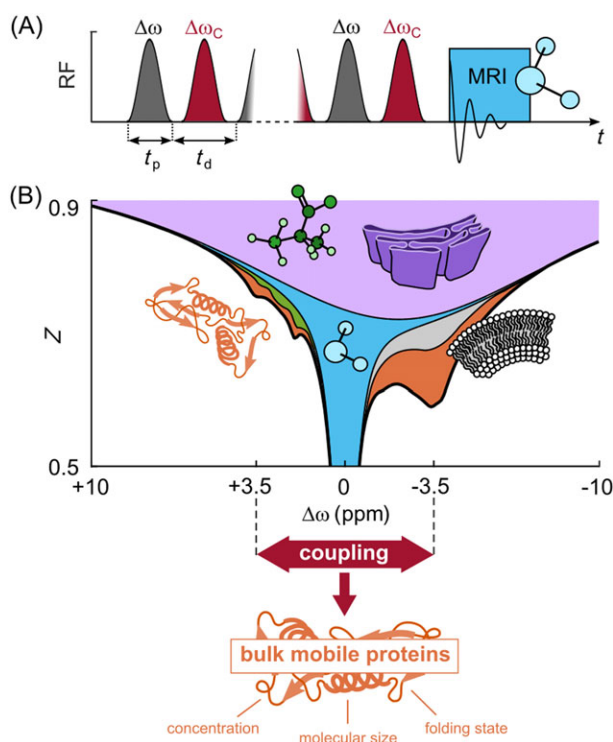 (A)
Δω
Δω_C
Δω
Δω_C
RF
MRI
t
t_p
t_d
(B)
0.9
Z
0.5
+10
+3.5
0
-3.5
-10
Δω (ppm)
coupling
bulk mobile proteins
concentration
molecular size
folding state